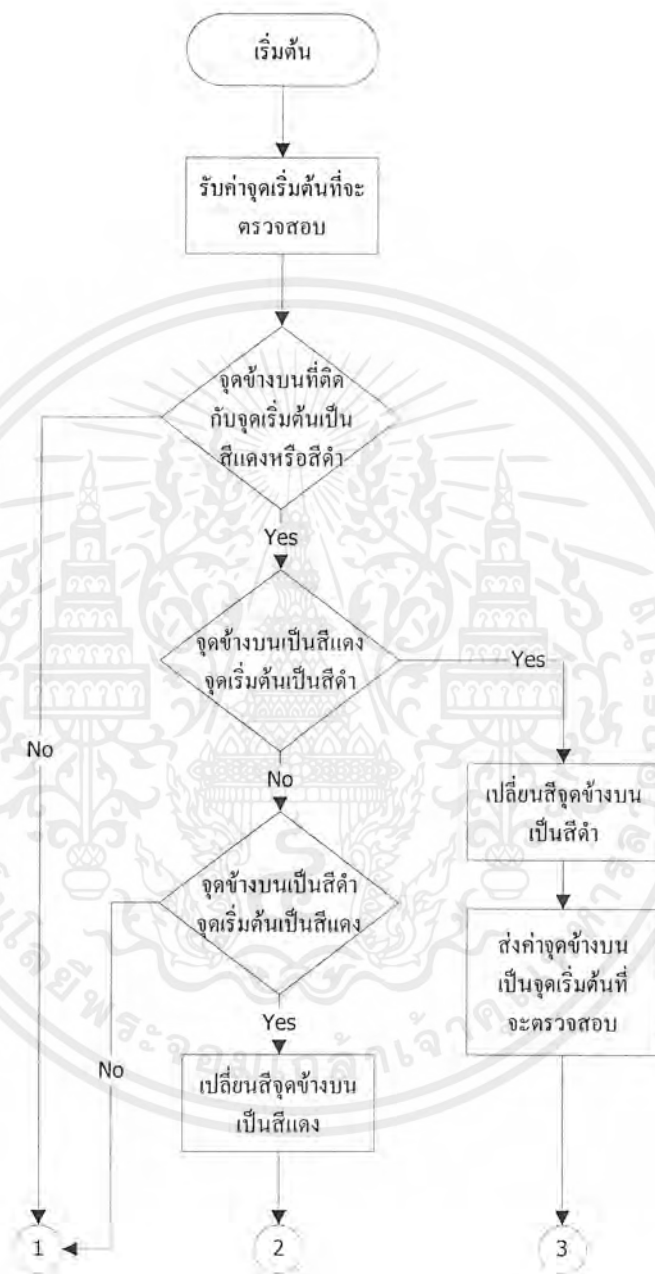 เริ่มต้น
รับค่าจุดเริ่มต้นที่จะ
ตรวจสอบ
จุดข้างบนที่ติด
กับจุดเริ่มต้นเป็น
สีแดงหรือสีดำ
Yes
จุดข้างบนเป็นสีแดง
จุดเริ่มต้นเป็นสีดำ
Yes
No
No
เปลี่ยนสีจุดข้างบน
เป็นสีดำ
จุดข้างบนเป็นสีดำ
จุดเริ่มต้นเป็นสีแดง
ส่งค่าจุดข้างบน
เป็นจุดเริ่มต้นที่
จะตรวจสอบ
Yes
No
เปลี่ยนสีจุดข้างบน
เป็นสีแดง
1
2
3